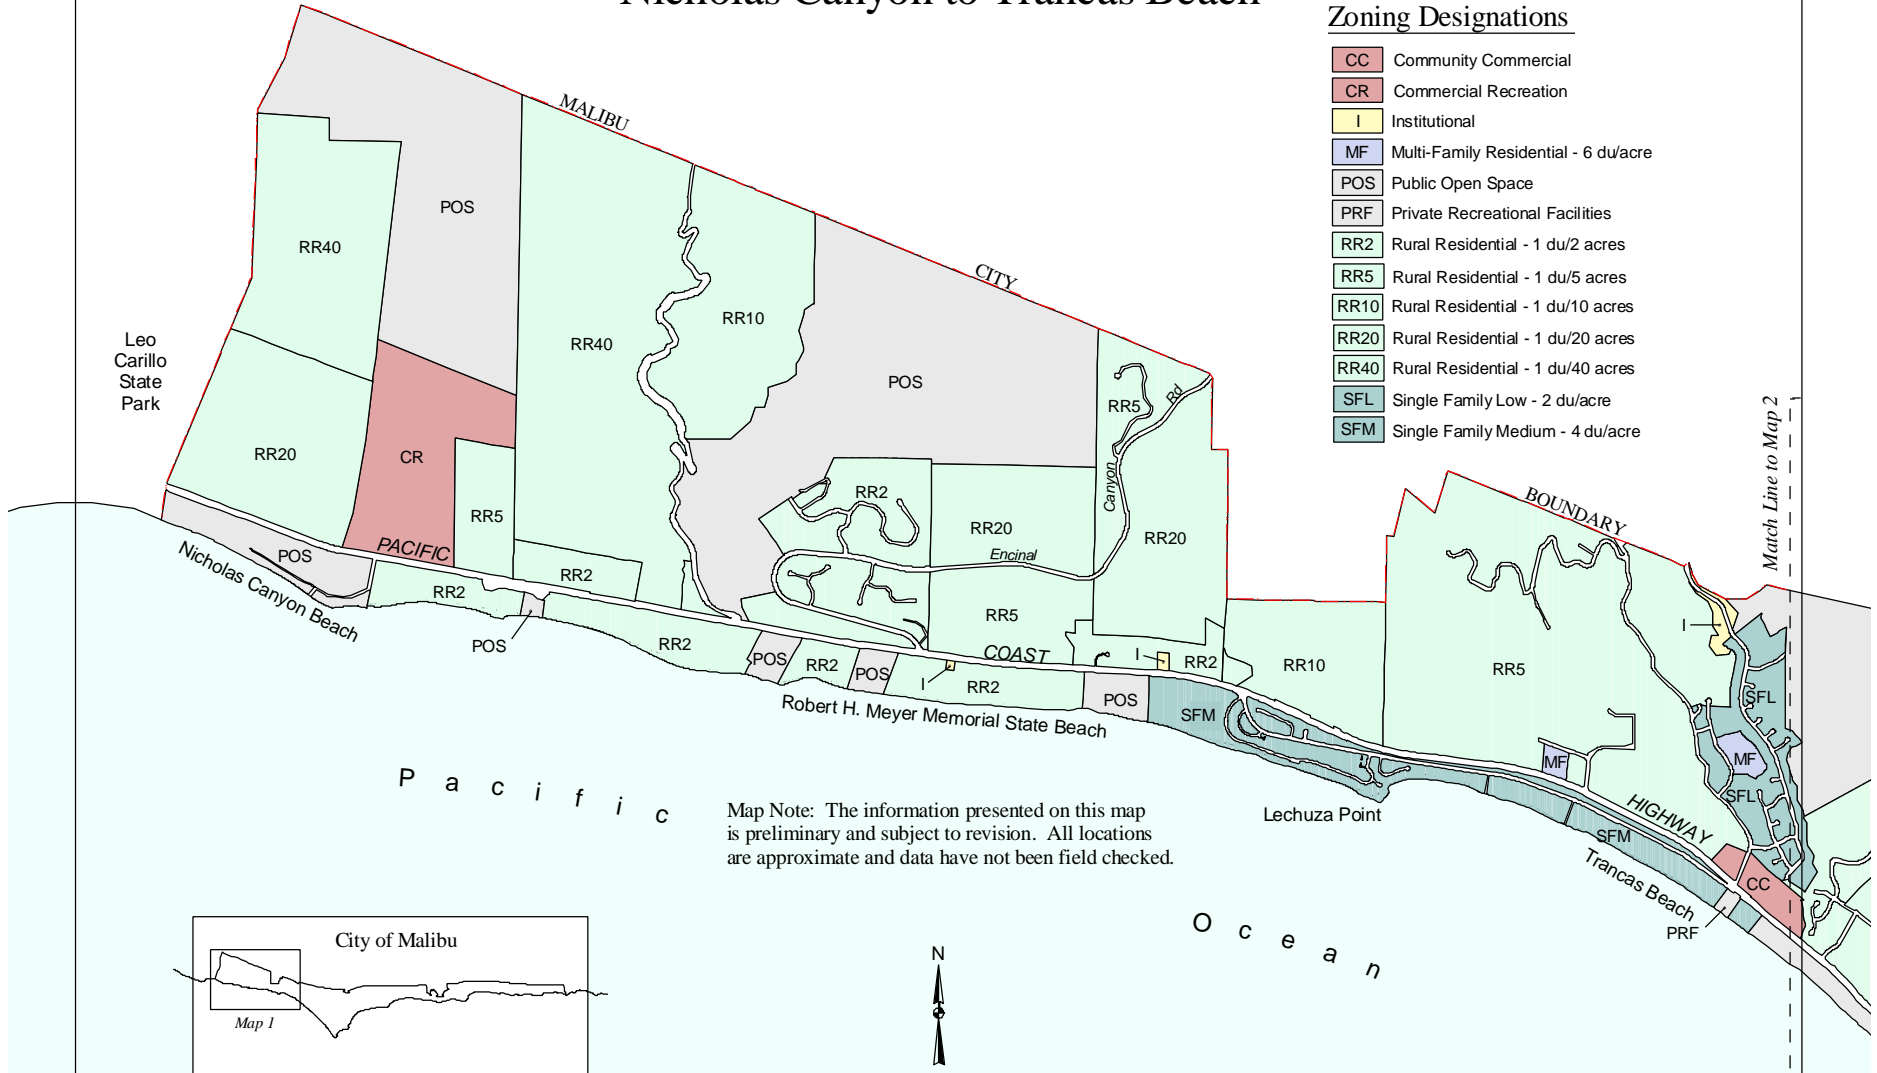 Nicholas Canyon to Trancas Beach
Zoning Designations
CC Community Commercial
CR Commercial Recreation
I Institutional
MF Multi-Family Residential - 6 du/acre
POS Public Open Space
PRF Private Recreational Facilities
RR2 Rural Residential - 1 du/2 acres
RR5 Rural Residential - 1 du/5 acres
RR10 Rural Residential - 1 du/10 acres
RR20 Rural Residential - 1 du/20 acres
RR40 Rural Residential - 1 du/40 acres
SFL Single Family Low - 2 du/acre
SFM Single Family Medium - 4 du/acre
MALIBU
CITY
BOUNDARY
Match Line to Map 2
Leo
Carillo
State
Park
POS
RR40
RR40
RR10
POS
RR5
Rd
Canyon
RR20
CR
RR5
RR2
RR20
RR20
Encinal
PACIFIC
POS
RR2
RR2
RR5
I
RR5
Nicholas Canyon Beach
POS
RR2
POS
RR2
POS
I
COAST
RR2
I
RR2
RR10
POS
SFM
SFL
MF
MF
SFL
HIGHWAY
SFM
CC
PRF
Robert H. Meyer Memorial State Beach
Lechuza Point
Trancas Beach
Pacific
Ocean
Map Note: The information presented on this map
is preliminary and subject to revision. All locations
are approximate and data have not been field checked.
City of Malibu
Map 1
N